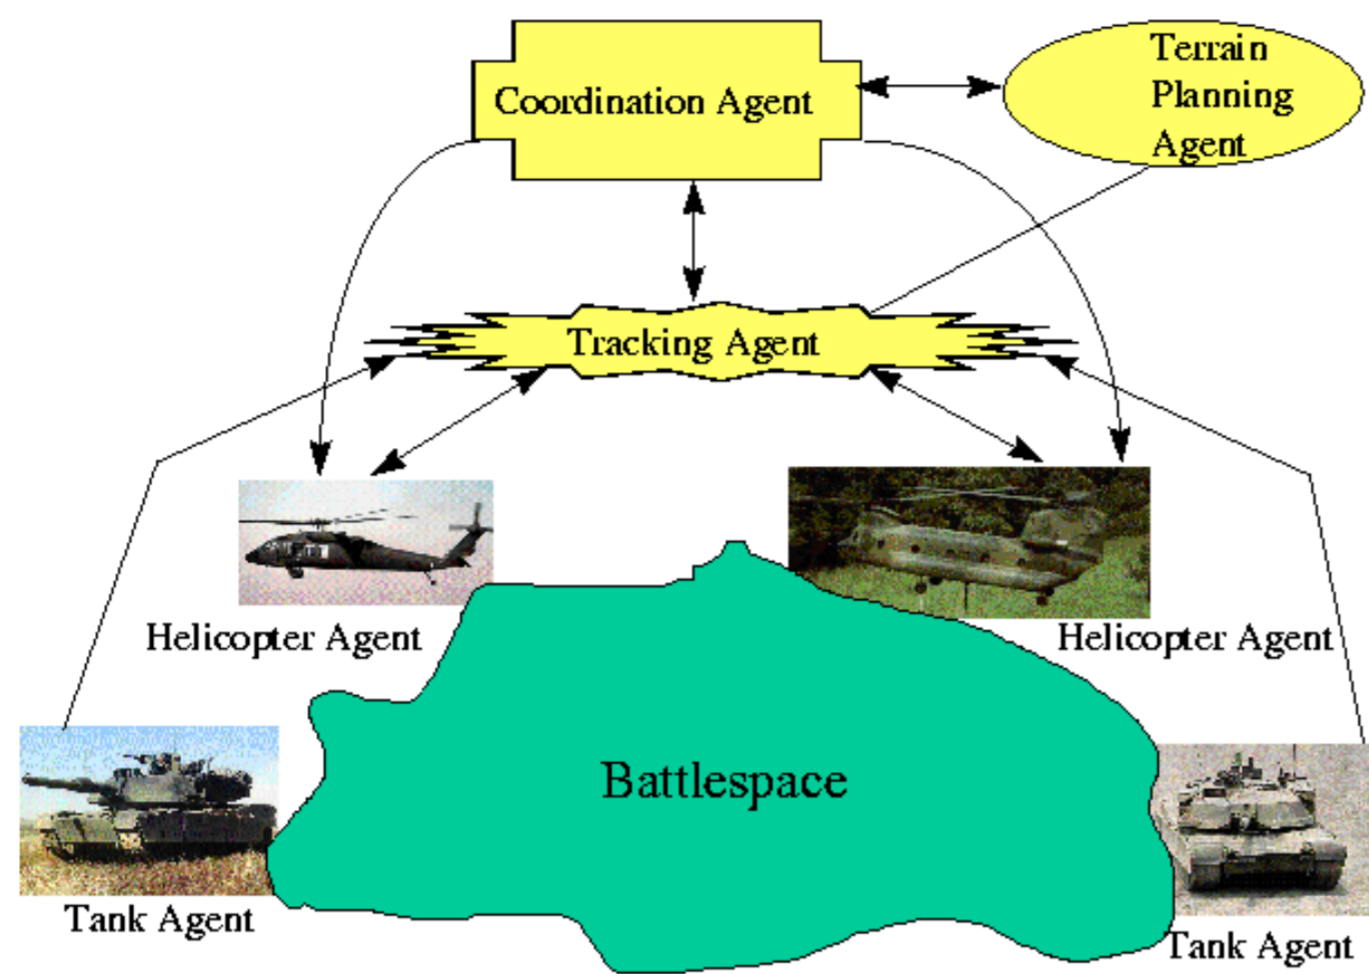 Coordination Agent
Terrain
Planning
Agent
Tracking Agent
Helicopter Agent
Helicopter Agent
Battlespace
Tank Agent
Tank Agent